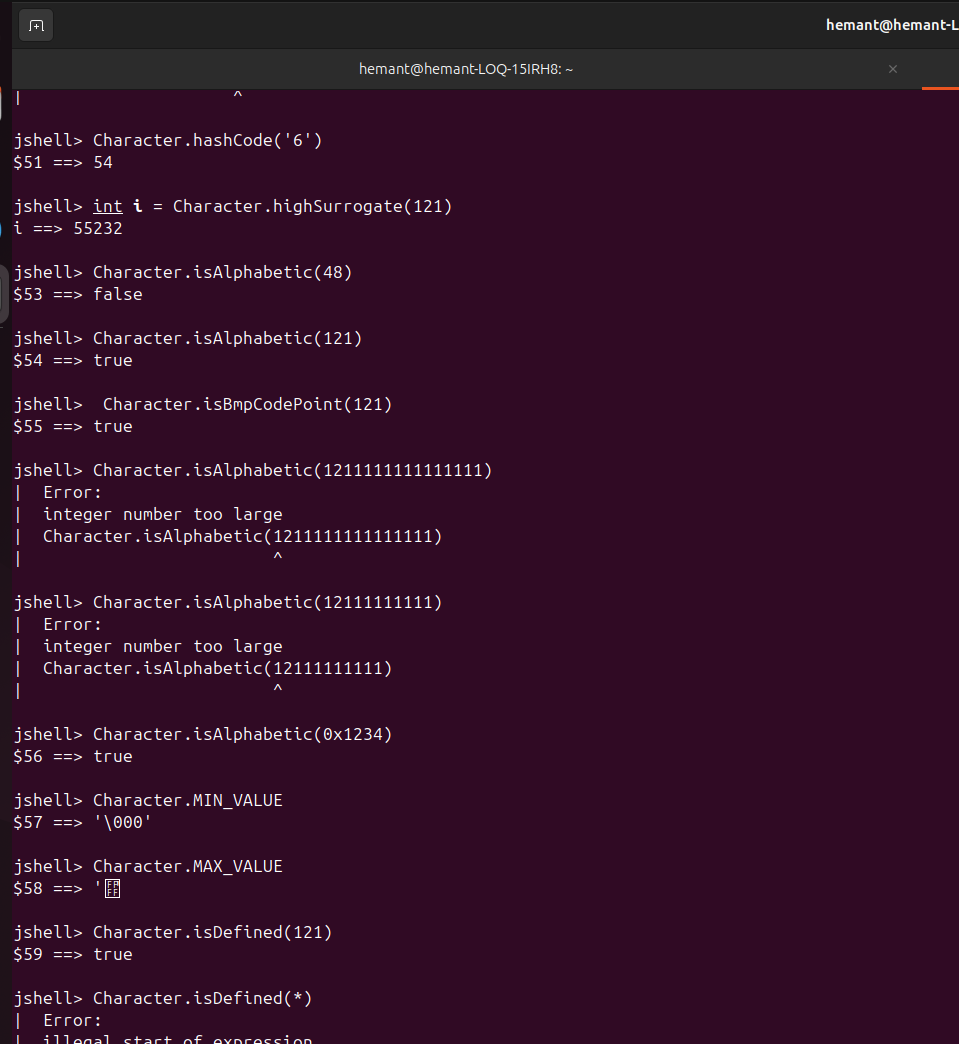 hemant@hemant-L
hemant@hemant-LOQ-15IRH8: ~
| ^
jshell> Character.hashCode('6')
$51 ==> 54
jshell> int i = Character.highSurrogate(121)
i ==> 55232
jshell> Character.isAlphabetic(48)
$53 ==> false
jshell> Character.isAlphabetic(121)
$54 ==> true
jshell>  Character.isBmpCodePoint(121)
$55 ==> true
jshell> Character.isAlphabetic(1211111111111111)
| Error:
| integer number too large
| Character.isAlphabetic(1211111111111111)
| ^
jshell> Character.isAlphabetic(12111111111)
| Error:
| integer number too large
| Character.isAlphabetic(12111111111)
| ^
jshell> Character.isAlphabetic(0x1234)
$56 ==> true
jshell> Character.MIN_VALUE
$57 ==> '\000'
jshell> Character.MAX_VALUE
$58 ==> '
jshell> Character.isDefined(121)
$59 ==> true
jshell> Character.isDefined(*)
| Error:
| illegal start of expression